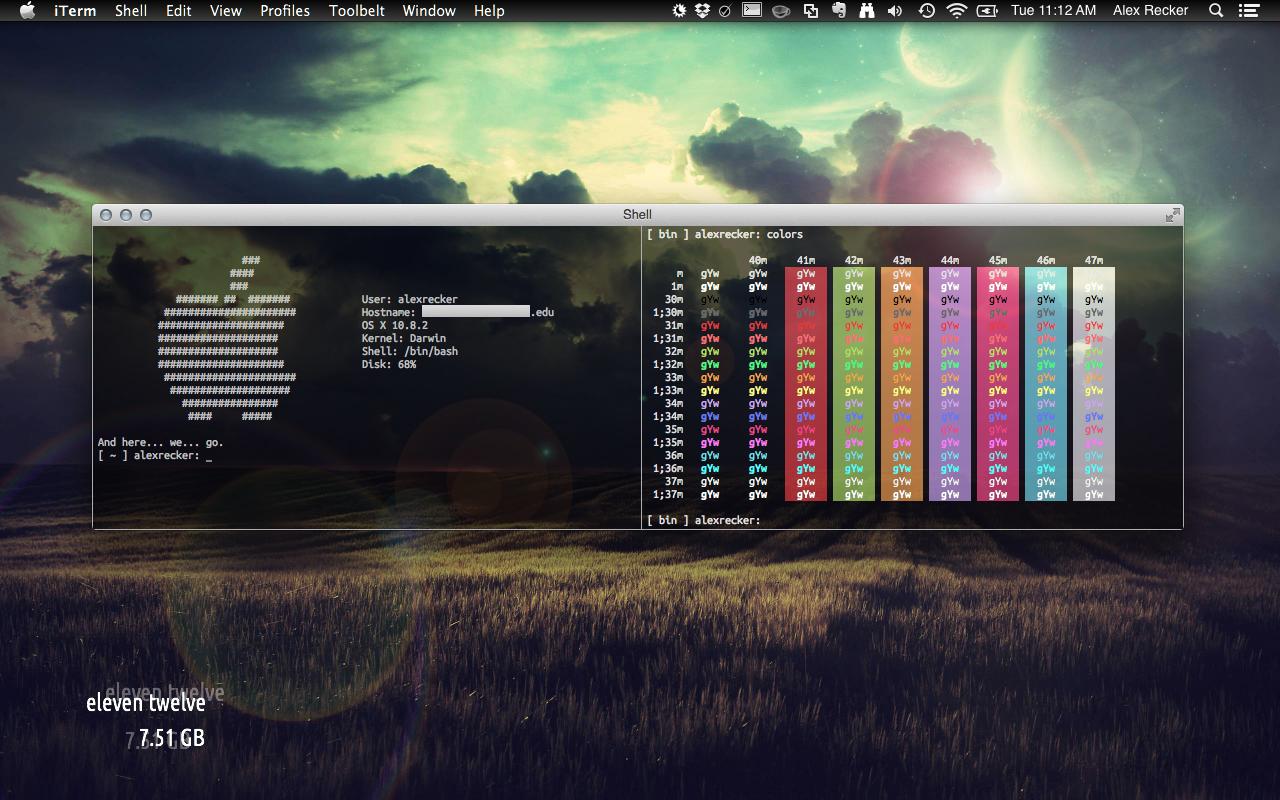 iTerm Shell Edit View Profiles Toolbelt Window Help Tue 11:12 AM Alex Recker
Shell
###
####
###
####### ## #######
######################
#####################
####################
####################
#####################
######################
####################
################
#### #####
User: alexrecker
Hostname: .edu
OS X 10.8.2
Kernel: Darwin
Shell: /bin/bash
Disk: 68%
And here... we... go.
[ ~ ] alexrecker: _
[ bin ] alexrecker: colors
40m 41m 42m 43m 44m 45m 46m 47m
m gYw gYw gYw gYw gYw gYw gYw gYw gYw
1m gYw gYw gYw gYw gYw gYw gYw gYw gYw
30m gYw gYw gYw gYw gYw gYw gYw gYw gYw
1;30m gYw gYw gYw gYw gYw gYw gYw gYw gYw
31m gYw gYw gYw gYw gYw gYw gYw gYw gYw
1;31m gYw gYw gYw gYw gYw gYw gYw gYw gYw
32m gYw gYw gYw gYw gYw gYw gYw gYw gYw
1;32m gYw gYw gYw gYw gYw gYw gYw gYw gYw
33m gYw gYw gYw gYw gYw gYw gYw gYw gYw
1;33m gYw gYw gYw gYw gYw gYw gYw gYw gYw
34m gYw gYw gYw gYw gYw gYw gYw gYw gYw
1;34m gYw gYw gYw gYw gYw gYw gYw gYw gYw
35m gYw gYw gYw gYw gYw gYw gYw gYw gYw
1;35m gYw gYw gYw gYw gYw gYw gYw gYw gYw
36m gYw gYw gYw gYw gYw gYw gYw gYw gYw
1;36m gYw gYw gYw gYw gYw gYw gYw gYw gYw
37m gYw gYw gYw gYw gYw gYw gYw gYw gYw
1;37m gYw gYw gYw gYw gYw gYw gYw gYw gYw
[ bin ] alexrecker:
eleven twelve
eleven twelve
7.51 GB
7.51 GB